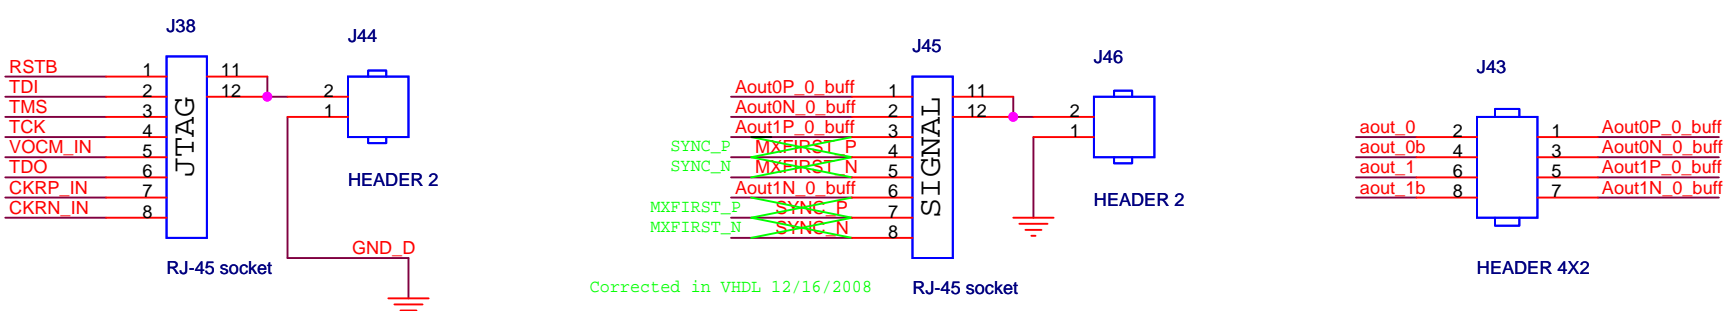 J38
RSTB 1
TDI 2
TMS 3
TCK 4
VOCM_IN 5
TDO 6
CKRP_IN 7
CKRN_IN 8
JTAG
11
12
RJ-45 socket
J44
2
1
HEADER 2
GND_D
J45
Aout0P_0_buff 1
Aout0N_0_buff 2
Aout1P_0_buff 3
SYNC_P MXFIRST_P 4
SYNC_N MXFIRST_N 5
Aout1N_0_buff 6
MXFIRST_P SYNC_P 7
MXFIRST_N SYNC_N 8
SIGNAL
11
12
Corrected in VHDL 12/16/2008
RJ-45 socket
J46
2
1
HEADER 2
J43
aout_0 2 1 Aout0P_0_buff
aout_0b 4 3 Aout0N_0_buff
aout_1 6 5 Aout1P_0_buff
aout_1b 8 7 Aout1N_0_buff
HEADER 4X2